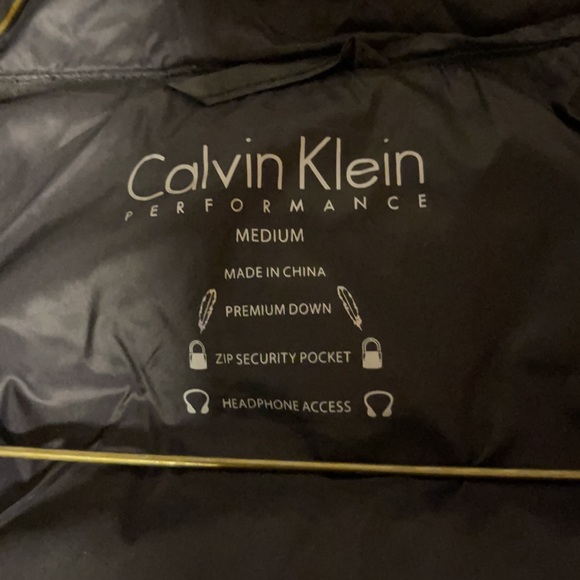 Calvin Klein
PERFORMANCE
MEDIUM
MADE IN CHINA
PREMIUM DOWN
ZIP SECURITY POCKET
HEADPHONE ACCESS